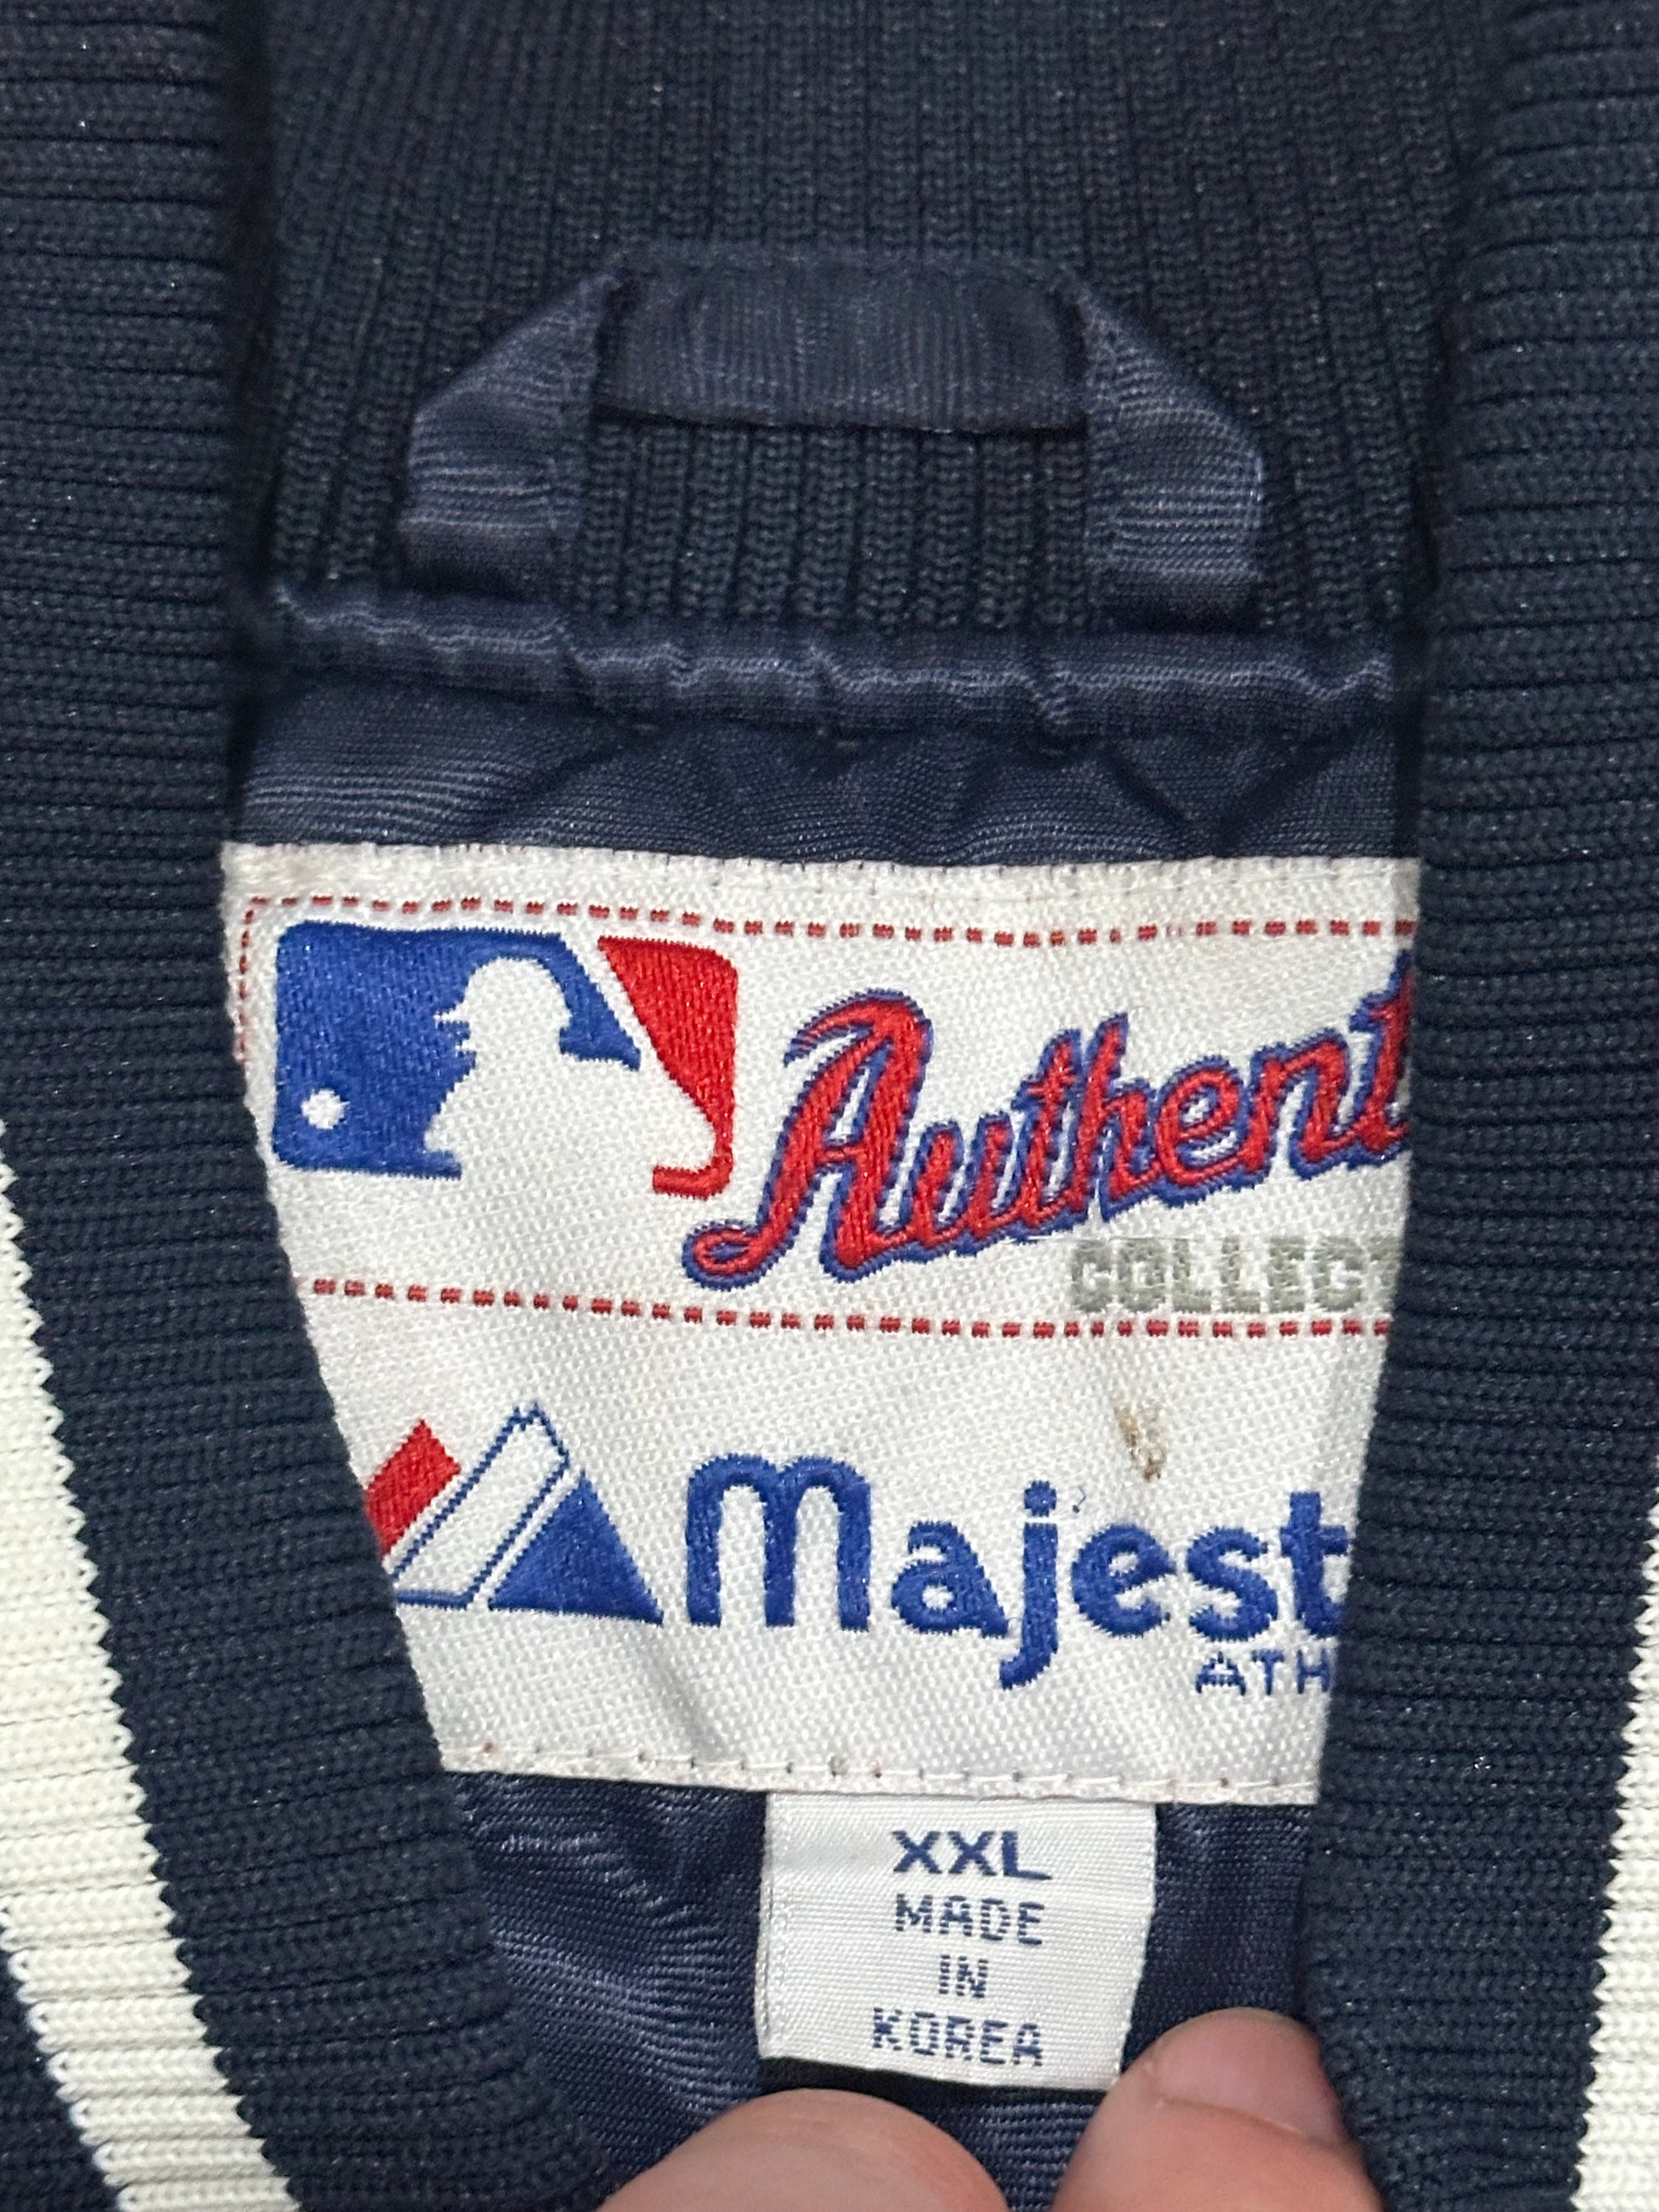 Authent
COLLECT
Majest
ATH
XXL
MADE
IN
KOREA